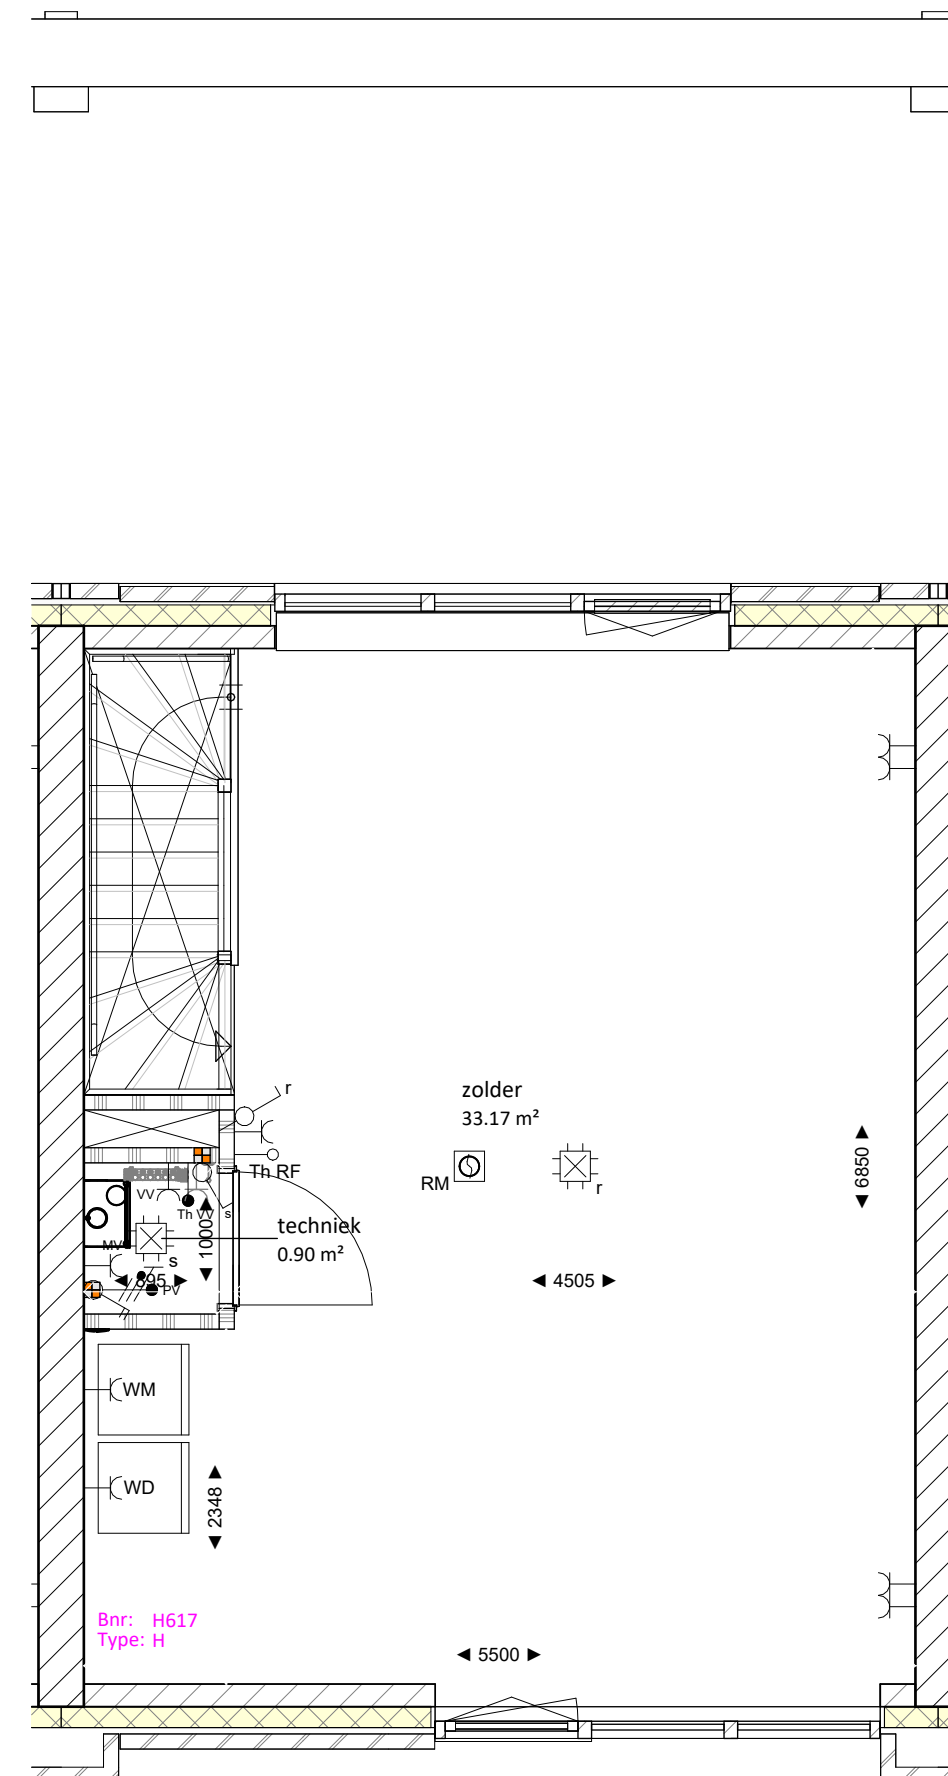 r
zolder
33.17 m²
RM
r
6850
Th RF
VV
Th VV
s
1000
techniek
0.90 m²
MV
s
895
PV
4505
WM
WD
2348
Bnr: H617
Type: H
5500